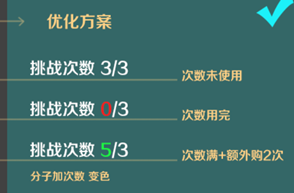 优化方案
挑战次数 3/3 次数未使用
挑战次数 0/3 次数用完
挑战次数 5/3 次数满+额外购2次
分子加次数 变色